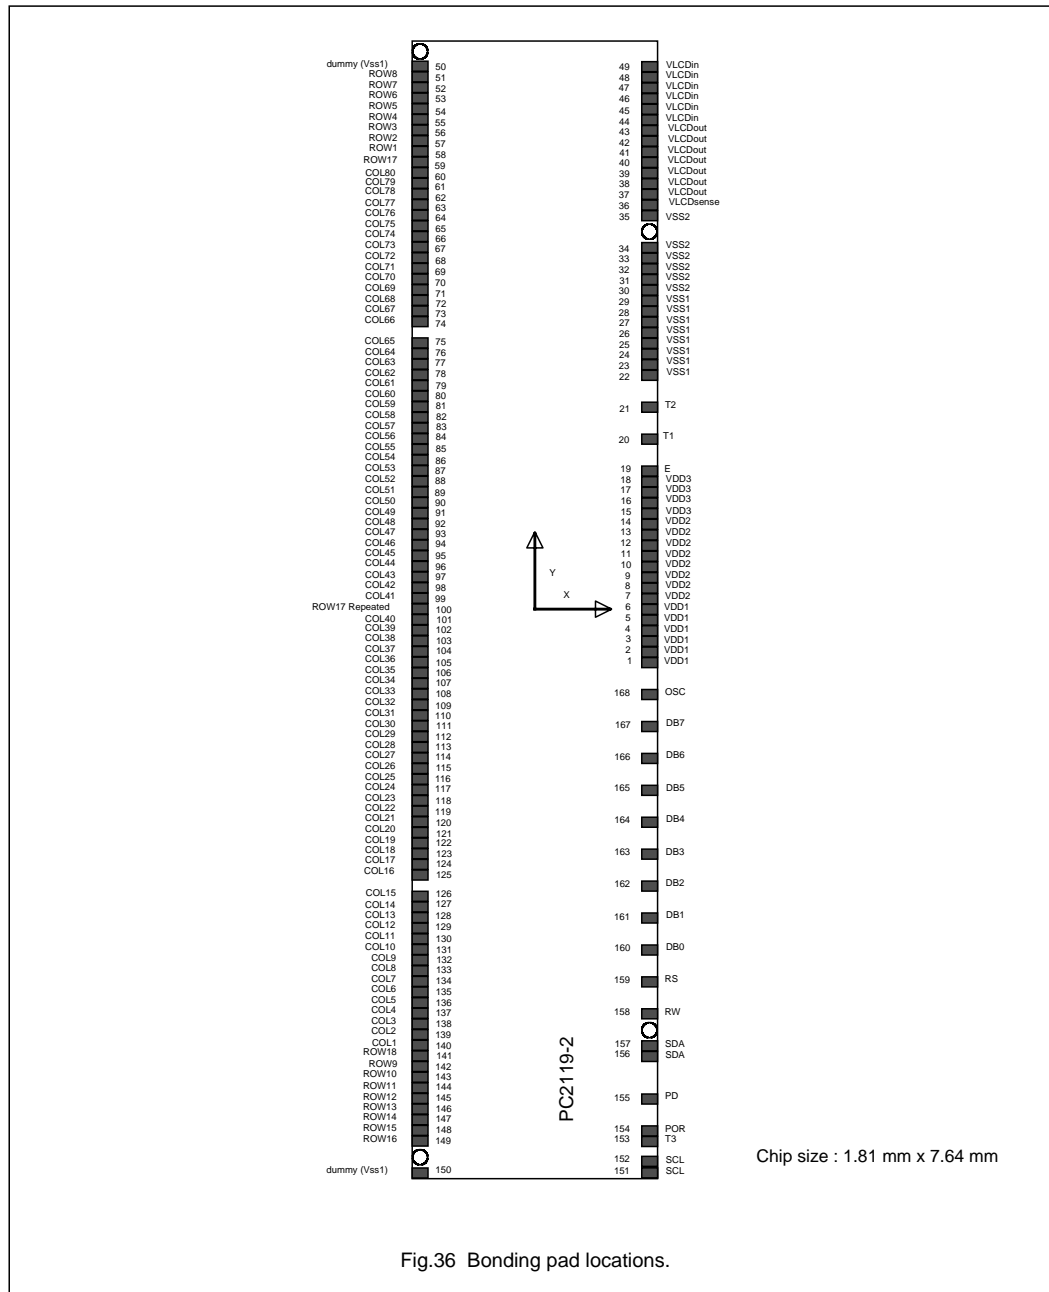 dummy (Vss1) 50
ROW8 51
ROW7 52
ROW6 53
ROW5 54
ROW4 55
ROW3 56
ROW2 57
ROW1 58
ROW17 59
COL80 60
COL79 61
COL78 62
COL77 63
COL76 64
COL75 65
COL74 66
COL73 67
COL72 68
COL71 69
COL70 70
COL69 71
COL68 72
COL67 73
COL66 74
COL65 75
COL64 76
COL63 77
COL62 78
COL61 79
COL60 80
COL59 81
COL58 82
COL57 83
COL56 84
COL55 85
COL54 86
COL53 87
COL52 88
COL51 89
COL50 90
COL49 91
COL48 92
COL47 93
COL46 94
COL45 95
COL44 96
COL43 97
COL42 98
COL41 99
ROW17 Repeated 100
COL40 101
COL39 102
COL38 103
COL37 104
COL36 105
COL35 106
COL34 107
COL33 108
COL32 109
COL31 110
COL30 111
COL29 112
COL28 113
COL27 114
COL26 115
COL25 116
COL24 117
COL23 118
COL22 119
COL21 120
COL20 121
COL19 122
COL18 123
COL17 124
COL16 125
COL15 126
COL14 127
COL13 128
COL12 129
COL11 130
COL10 131
COL9 132
COL8 133
COL7 134
COL6 135
COL5 136
COL4 137
COL3 138
COL2 139
COL1 140
ROW18 141
ROW9 142
ROW10 143
ROW11 144
ROW12 145
ROW13 146
ROW14 147
ROW15 148
ROW16 149
dummy (Vss1) 150
Y
X
PC2119-2
49 VLCDin
48 VLCDin
47 VLCDin
46 VLCDin
45 VLCDin
44 VLCDin
43 VLCDout
42 VLCDout
41 VLCDout
40 VLCDout
39 VLCDout
38 VLCDout
37 VLCDout
36 VLCDsense
35 VSS2
34 VSS2
33 VSS2
32 VSS2
31 VSS2
30 VSS2
29 VSS1
28 VSS1
27 VSS1
26 VSS1
25 VSS1
24 VSS1
23 VSS1
22 VSS1
21 T2
20 T1
19 E
18 VDD3
17 VDD3
16 VDD3
15 VDD3
14 VDD2
13 VDD2
12 VDD2
11 VDD2
10 VDD2
9 VDD2
8 VDD2
7 VDD2
6 VDD1
5 VDD1
4 VDD1
3 VDD1
2 VDD1
1 VDD1
168 OSC
167 DB7
166 DB6
165 DB5
164 DB4
163 DB3
162 DB2
161 DB1
160 DB0
159 RS
158 RW
157 SDA
156 SDA
155 PD
154 POR
153 T3
152 SCL
151 SCL
Chip size : 1.81 mm x 7.64 mm
Fig.36 Bonding pad locations.